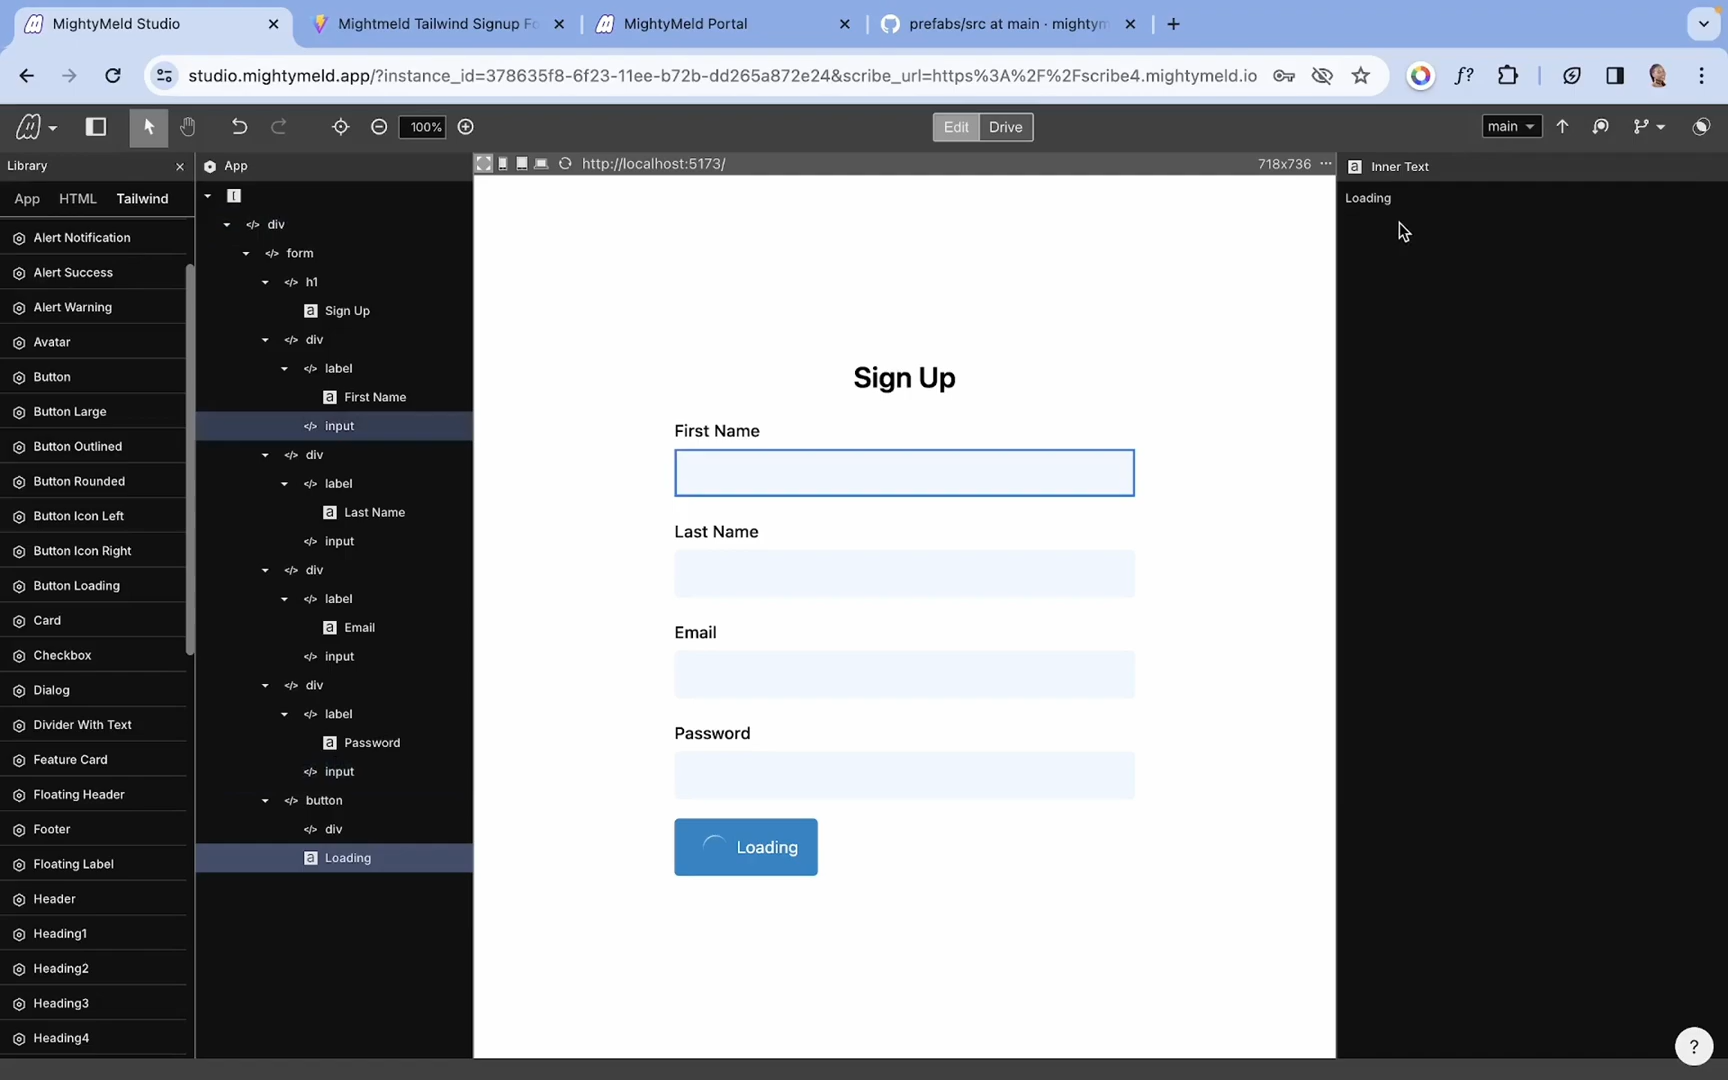 MightyMeld Studio
Mightmeld Tailwind Signup Fo
MightyMeld Portal
prefabs/src at main · mightym
studio.mightymeld.app/?instance_id=378635f8-6f23-11ee-b72b-dd265a872e24&scribe_url=https%3A%2F%2Fscribe4.mightymeld.io
f?
100%
Edit
Drive
main
Library
App
http://localhost:5173/
718x736
a Inner Text
App
HTML
Tailwind
[
Loading
</> div
Alert Notification
</> form
Alert Success
</> h1
Alert Warning
a Sign Up
Avatar
</> div
Button
</> label
Button Large
a First Name
Button Outlined
</> input
Button Rounded
</> div
Button Icon Left
</> label
Button Icon Right
a Last Name
Button Loading
</> input
Card
</> div
Checkbox
</> label
Dialog
a Email
Divider With Text
</> input
Feature Card
</> div
Floating Header
</> label
Footer
a Password
Floating Label
</> input
Header
</> button
Heading1
</> div
Heading2
a Loading
Heading3
Heading4
Sign Up
First Name
Last Name
Email
Password
Loading
?